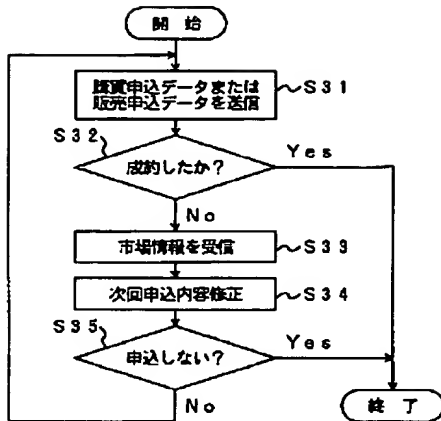 開始
購買申込データまたは
販売申込データを送信
S31
S32
成約したか?
Yes
No
市場情報を受信
S33
次回申込内容修正
S34
S35
申込しない?
Yes
No
終了